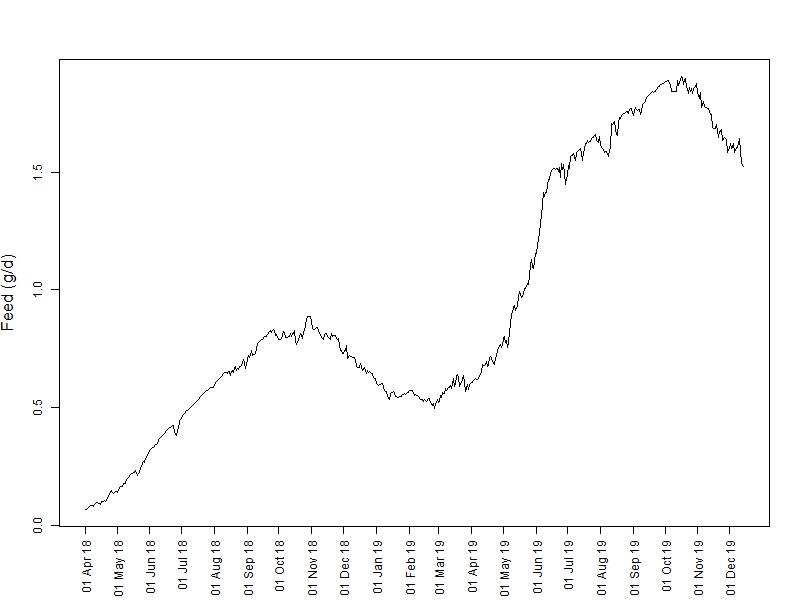 Feed (g/d)
1.5
1.0
0.5
0.0
01 Apr 18
01 May 18
01 Jun 18
01 Jul 18
01 Aug 18
01 Sep 18
01 Oct 18
01 Nov 18
01 Dec 18
01 Jan 19
01 Feb 19
01 Mar 19
01 Apr 19
01 May 19
01 Jun 19
01 Jul 19
01 Aug 19
01 Sep 19
01 Oct 19
01 Nov 19
01 Dec 19